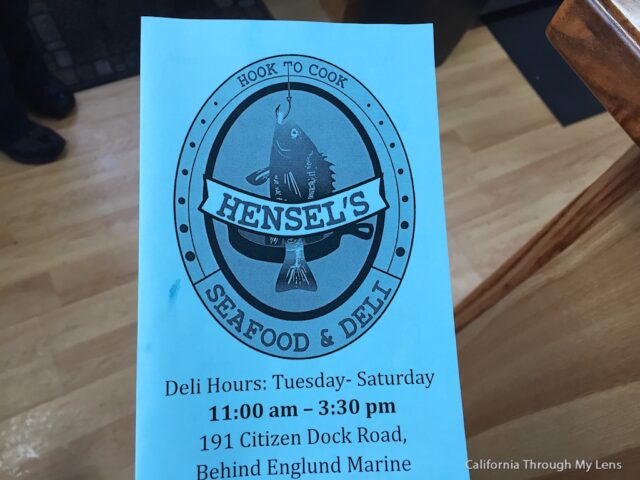 HOOK TO COOK
HENSEL'S
SEAFOOD & DELI
Deli Hours: Tuesday- Saturday
11:00 am – 3:30 pm
191 Citizen Dock Road,
Behind Englund Marine
California Through My Lens